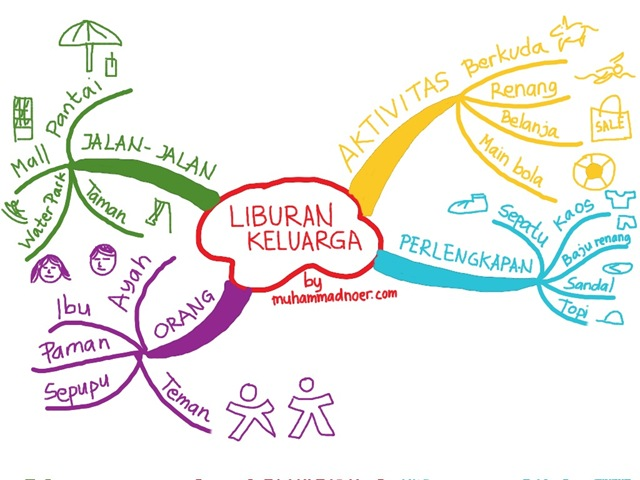 LIBURAN
KELUARGA
by
muhammadnoer.com
AKTIVITAS
Berkuda
Renang
Belanja
SALE
Main bola
PERLENGKAPAN
Sepatu
Kaos
Baju renang
Sandal
Topi
ORANG
Ayah
Ibu
Paman
Sepupu
Teman
JALAN-JALAN
Pantai
Mall
Water Park
Taman